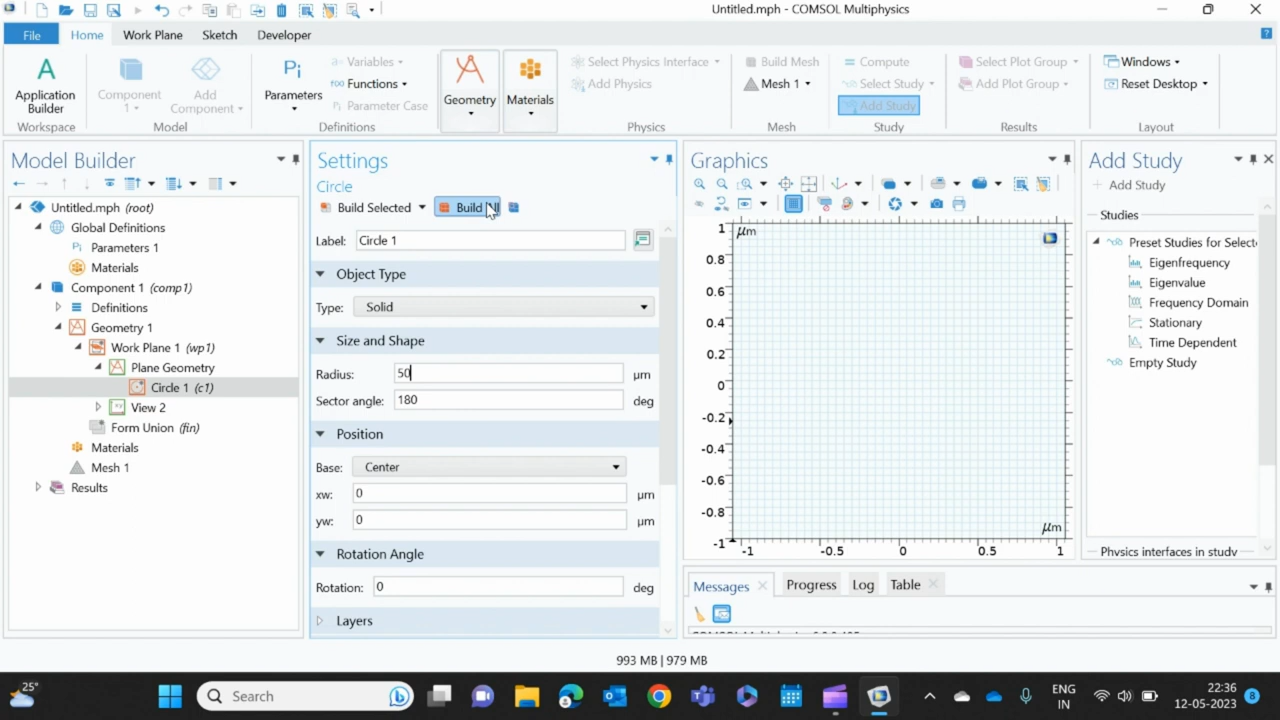 Untitled.mph - COMSOL Multiphysics
File Home Work Plane Sketch Developer
Application Builder
Workspace
Component 1
Add Component
Model
Pi Parameters
a= Variables
f(x) Functions
Parameter Case
Definitions
Geometry
Materials
Select Physics Interface
Add Physics
Physics
Build Mesh
Mesh 1
Mesh
Compute
Select Study
Add Study
Study
Select Plot Group
Add Plot Group
Results
Windows
Reset Desktop
Layout
Model Builder
Untitled.mph (root)
Global Definitions
Pi Parameters 1
Materials
Component 1 (comp1)
Definitions
Geometry 1
Work Plane 1 (wp1)
Plane Geometry
Circle 1 (c1)
View 2
Form Union (fin)
Materials
Mesh 1
Results
Settings
Circle
Build Selected Build All
Label: Circle 1
Object Type
Type: Solid
Size and Shape
Radius: 50 μm
Sector angle: 180 deg
Position
Base: Center
xw: 0 μm
yw: 0 μm
Rotation Angle
Rotation: 0 deg
Layers
Graphics
1 μm
0.8
0.6
0.4
0.2
0
-0.2
-0.4
-0.6
-0.8
-1
μm
-1 -0.5 0 0.5 1
Messages Progress Log Table
Add Study
+ Add Study
Studies
Preset Studies for Select
Eigenfrequency
Eigenvalue
Frequency Domain
Stationary
Time Dependent
Empty Study
Physics interfaces in study
993 MB | 979 MB
25°
Search
ENG
IN
22:36
12-05-2023
8